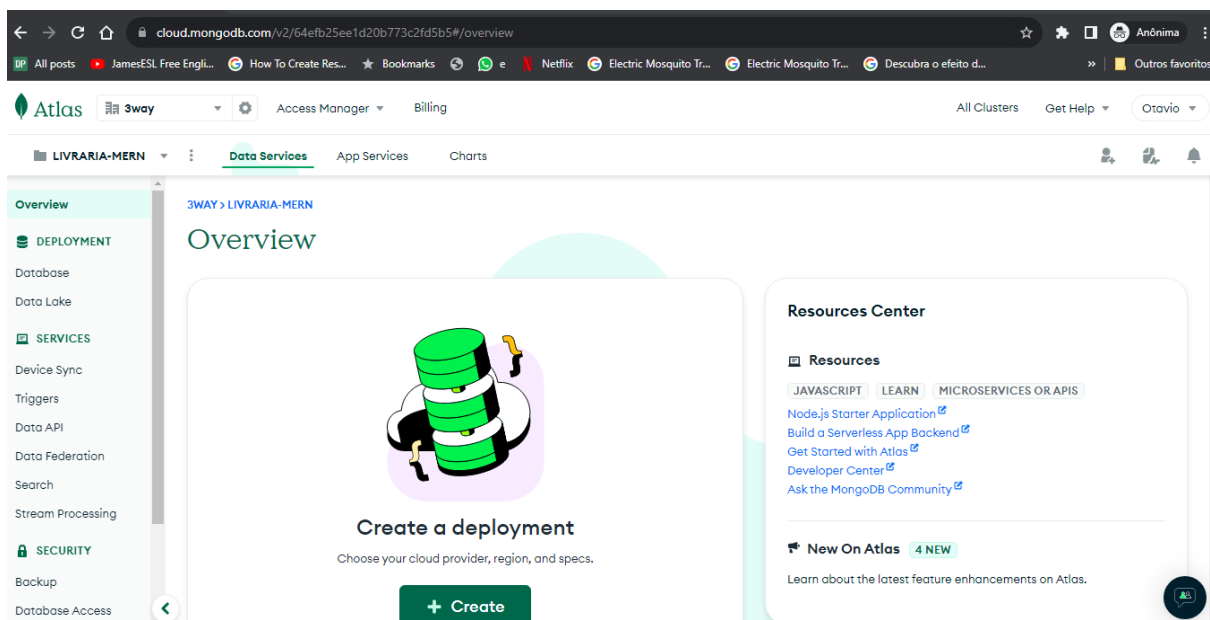 cloud.mongodb.com/v2/64efb25ee1d20b773c2fd5b5#/overview
Anônima
DP All posts JamesESL Free Engli... How To Create Res... Bookmarks e Netflix Electric Mosquito Tr... Electric Mosquito Tr... Descubra o efeito d... » Outros favoritos
Atlas 3way Access Manager Billing All Clusters Get Help Otavio
LIVRARIA-MERN Data Services App Services Charts
Overview
DEPLOYMENT
Database
Data Lake
SERVICES
Device Sync
Triggers
Data API
Data Federation
Search
Stream Processing
SECURITY
Backup
Database Access
3WAY > LIVRARIA-MERN
Overview
Create a deployment
Choose your cloud provider, region, and specs.
+ Create
Resources Center
Resources
JAVASCRIPT LEARN MICROSERVICES OR APIS
Node.js Starter Application
Build a Serverless App Backend
Get Started with Atlas
Developer Center
Ask the MongoDB Community
New On Atlas 4 NEW
Learn about the latest feature enhancements on Atlas.